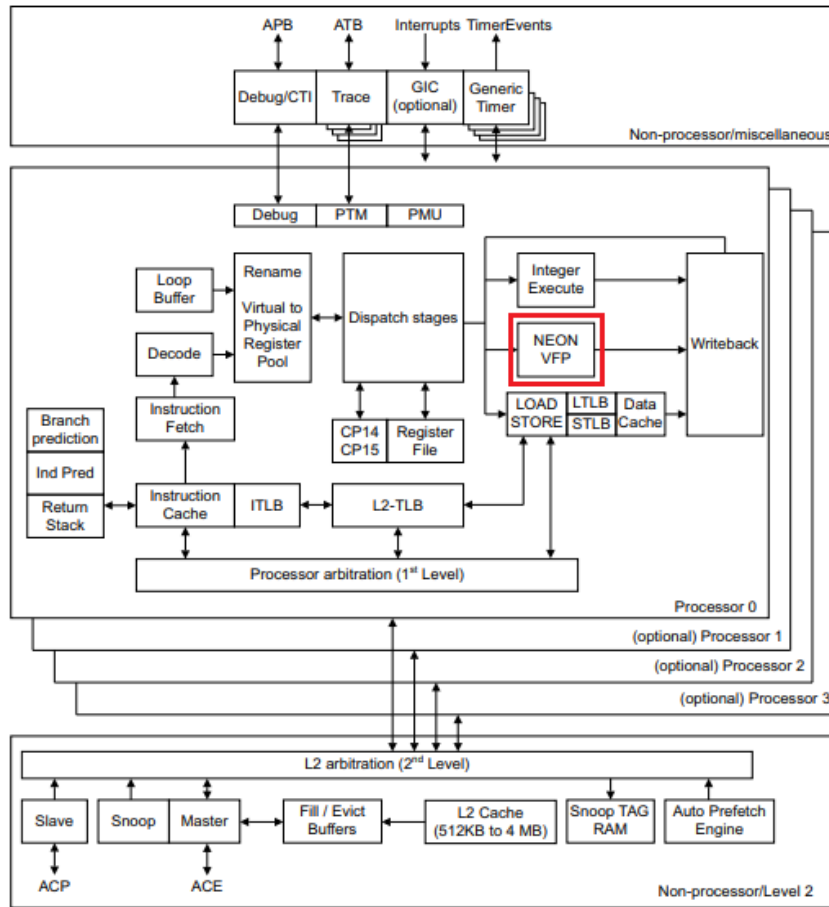 APB ATB Interrupts TimerEvents
Debug/CTI Trace GIC (optional) Generic Timer
Non-processor/miscellaneous
Debug PTM PMU
Loop Buffer
Rename
Virtual to Physical Register Pool
Dispatch stages
Integer Execute
Writeback
Decode
NEON VFP
Instruction Fetch
LOAD STORE
LTLB
STLB
Data Cache
CP14
CP15
Register File
Branch prediction
Ind Pred
Return Stack
Instruction Cache
ITLB
L2-TLB
Processor arbitration (1st Level)
Processor 0
(optional) Processor 1
(optional) Processor 2
(optional) Processor 3
L2 arbitration (2nd Level)
Slave
Snoop
Master
Fill / Evict Buffers
L2 Cache (512KB to 4 MB)
Snoop TAG RAM
Auto Prefetch Engine
ACP
ACE
Non-processor/Level 2